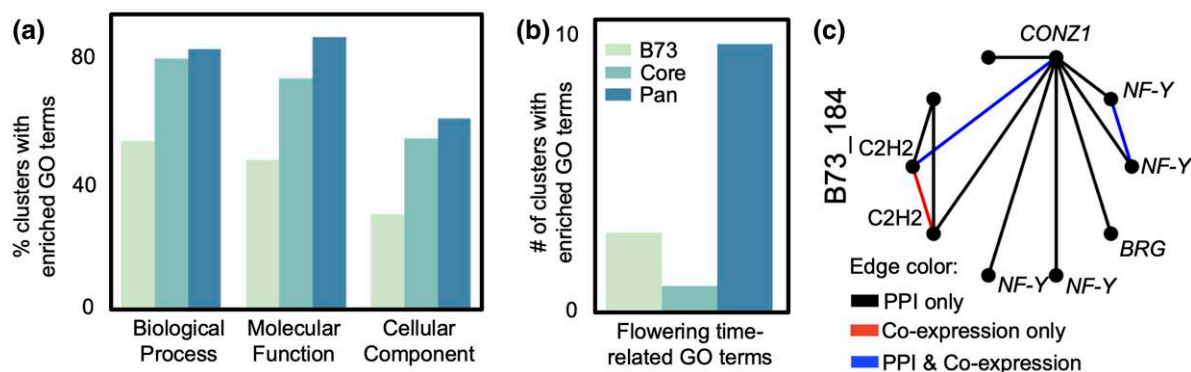 (a)
% clusters with
enriched GO terms
80
40
0
Biological
Process
Molecular
Function
Cellular
Component
(b)
# of clusters with
enriched GO terms
10
0
B73
Core
Pan
Flowering time-
related GO terms
(c)
B73_184
CONZ1
NF-Y
NF-Y
C2H2
C2H2
BRG
NF-Y
NF-Y
Edge color:
PPI only
Co-expression only
PPI & Co-expression